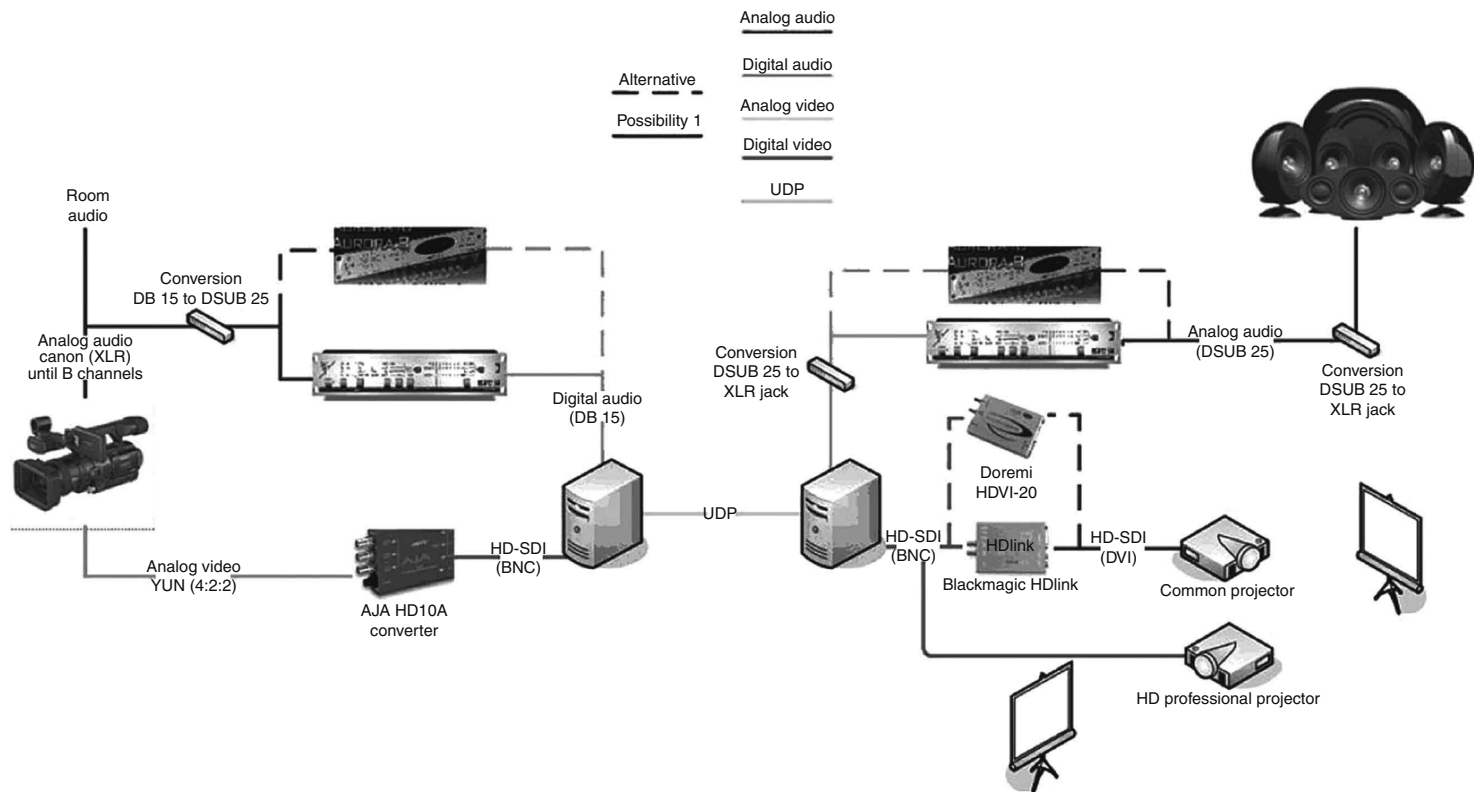 Analog audio
Digital audio
Alternative
Analog video
Possibility 1
Digital video
UDP
Room
audio
Conversion
DB 15 to DSUB 25
Analog audio
canon (XLR)
until B channels
Digital audio
(DB 15)
Analog video
YUN (4:2:2)
AJA HD10A
converter
HD-SDI
(BNC)
UDP
Conversion
DSUB 25 to
XLR jack
Analog audio
(DSUB 25)
Conversion
DSUB 25 to
XLR jack
Doremi
HDVI-20
HD-SDI
(BNC)
HDlink
Blackmagic HDlink
HD-SDI
(DVI)
Common projector
HD professional projector
AURORA 8
AURORA 8
AJA